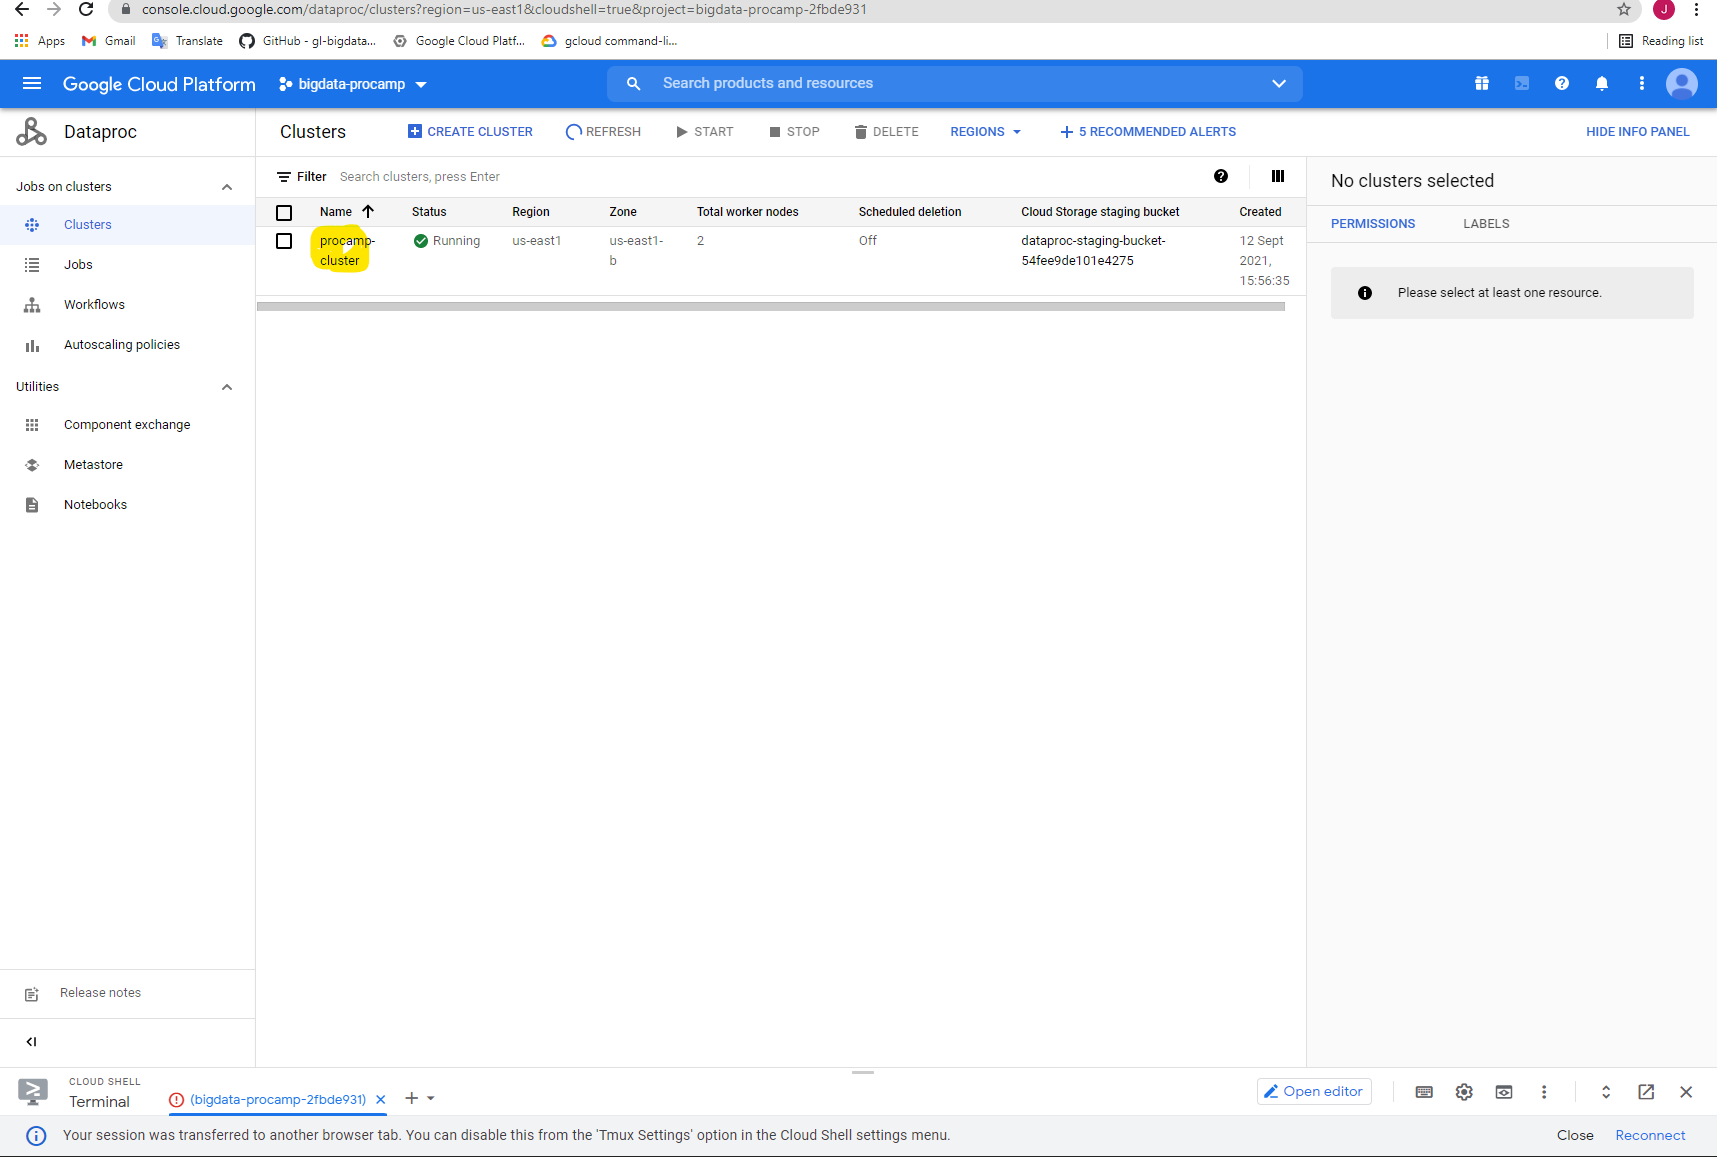 console.cloud.google.com/dataproc/clusters?region=us-east1&cloudshell=true&project=bigdata-procamp-2fbde931
J
Apps Gmail Translate GitHub - gl-bigdata... Google Cloud Platf... gcloud command-li... Reading list
Google Cloud Platform bigdata-procamp Search products and resources
Dataproc Clusters CREATE CLUSTER REFRESH START STOP DELETE REGIONS 5 RECOMMENDED ALERTS HIDE INFO PANEL
Jobs on clusters
Clusters
Jobs
Workflows
Autoscaling policies
Utilities
Component exchange
Metastore
Notebooks
Release notes
Filter Search clusters, press Enter
Name Status Region Zone Total worker nodes Scheduled deletion Cloud Storage staging bucket Created
procamp- Running us-east1 us-east1- 2 Off dataproc-staging-bucket- 12 Sept
cluster b 54fee9de101e4275 2021,
15:56:35
No clusters selected
PERMISSIONS LABELS
Please select at least one resource.
CLOUD SHELL
Terminal (bigdata-procamp-2fbde931) Open editor
Your session was transferred to another browser tab. You can disable this from the 'Tmux Settings' option in the Cloud Shell settings menu. Close Reconnect